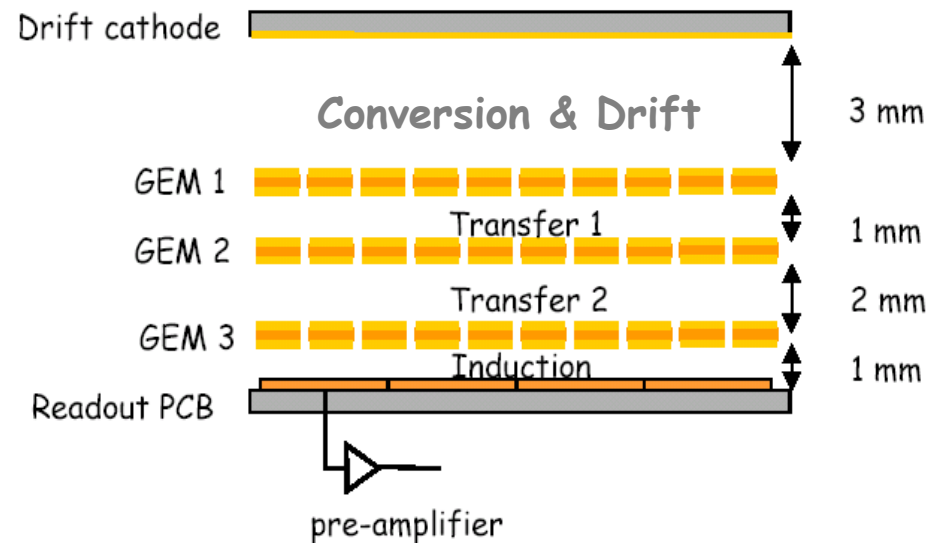 Drift cathode
Conversion & Drift
3 mm
GEM 1
Transfer 1
1 mm
GEM 2
Transfer 2
2 mm
GEM 3
Induction
1 mm
Readout PCB
pre-amplifier